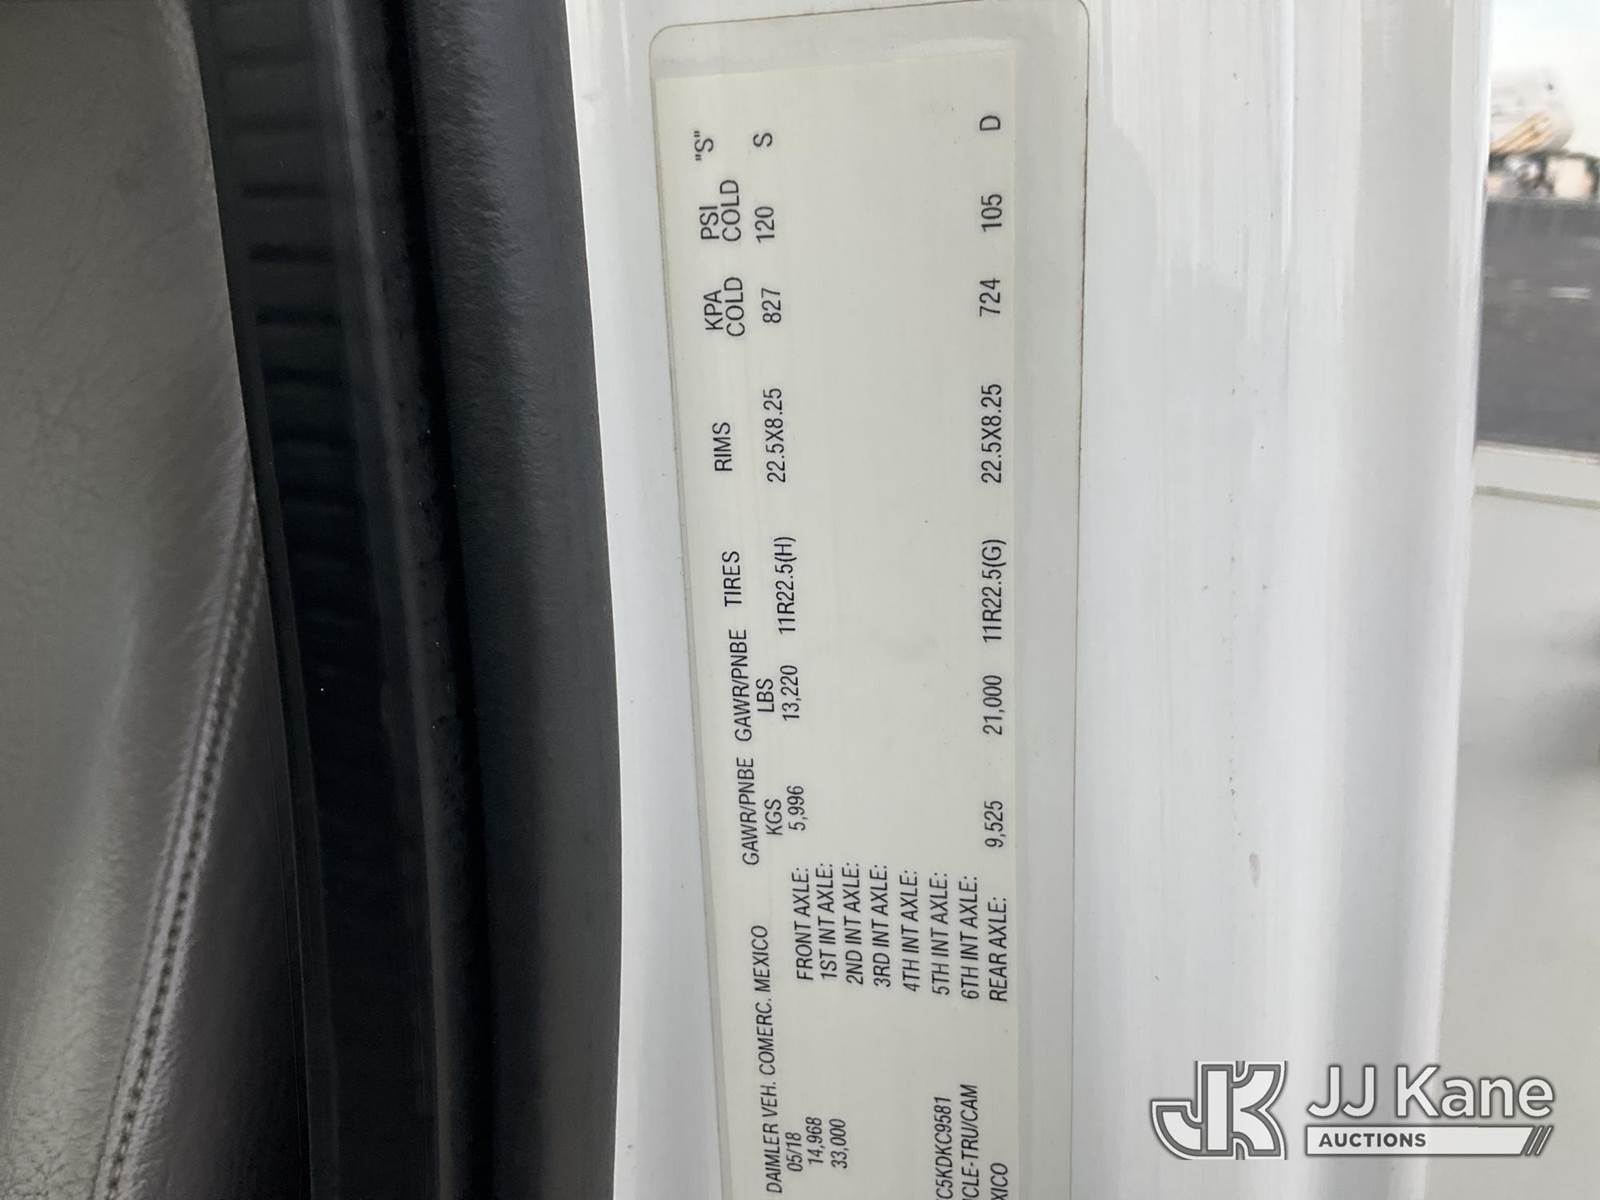 DAIMLER VEH. COMERC. MEXICO GAWR/PNBE GAWR/PNBE TIRES RIMS KPA PSI "S"
05/18 KGS LBS COLD COLD
14,968 FRONT AXLE: 5,996 13,220 11R22.5(H) 22.5X8.25 827 120 S
33,000 1ST INT AXLE:
2ND INT AXLE:
3RD INT AXLE:
4TH INT AXLE:
C5KDKC9581 5TH INT AXLE:
CLE-TRU/CAM 6TH INT AXLE:
XICO REAR AXLE: 9,525 21,000 11R22.5(G) 22.5X8.25 724 105 D
JK JJ Kane
AUCTIONS